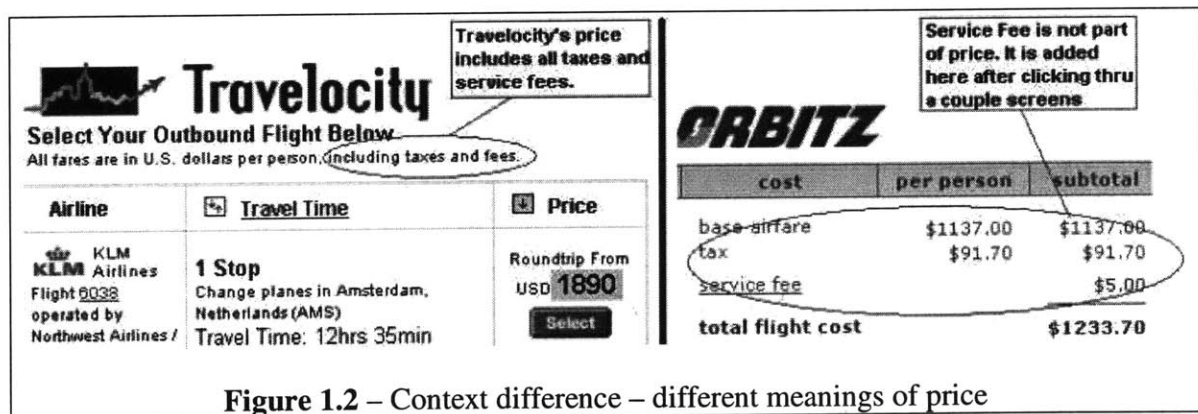 Travelocity's price
includes all taxes and
service fees.
Travelocity
Select Your Outbound Flight Below
All fares are in U.S. dollars per person, including taxes and fees.
Airline Travel Time Price
KLM
KLM Airlines
Flight 6038
operated by
Northwest Airlines /
1 Stop
Change planes in Amsterdam,
Netherlands (AMS)
Travel Time: 12hrs 35min
Roundtrip From
USD 1890
Select
Service Fee is not part
of price. It is added
here after clicking thru
a couple screens
ORBITZ
cost per person subtotal
base airfare $1137.00 $1137.00
tax $91.70 $91.70
service fee $5.00
total flight cost $1233.70
Figure 1.2 – Context difference – different meanings of price